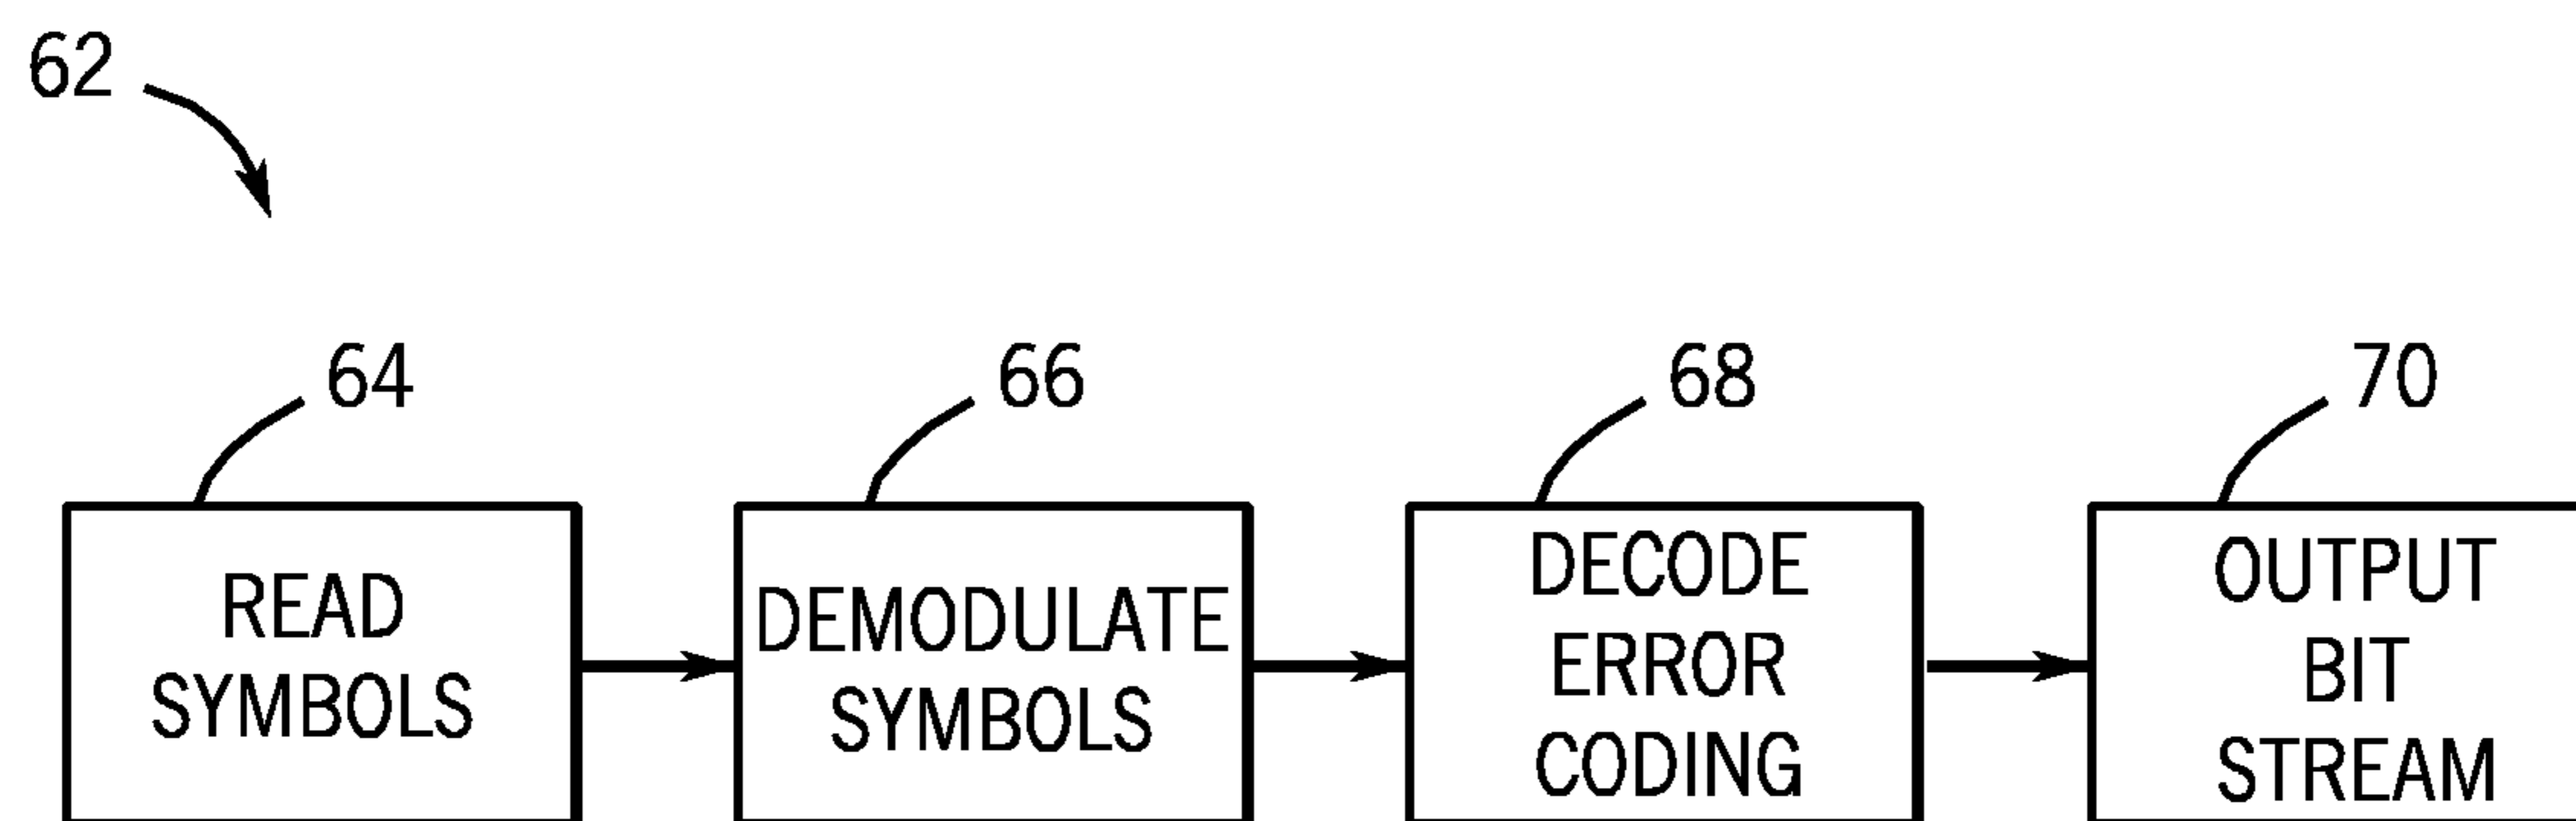 62
64
66
68
70
READ
SYMBOLS
DEMODULATE
SYMBOLS
DECODE
ERROR
CODING
OUTPUT
BIT
STREAM